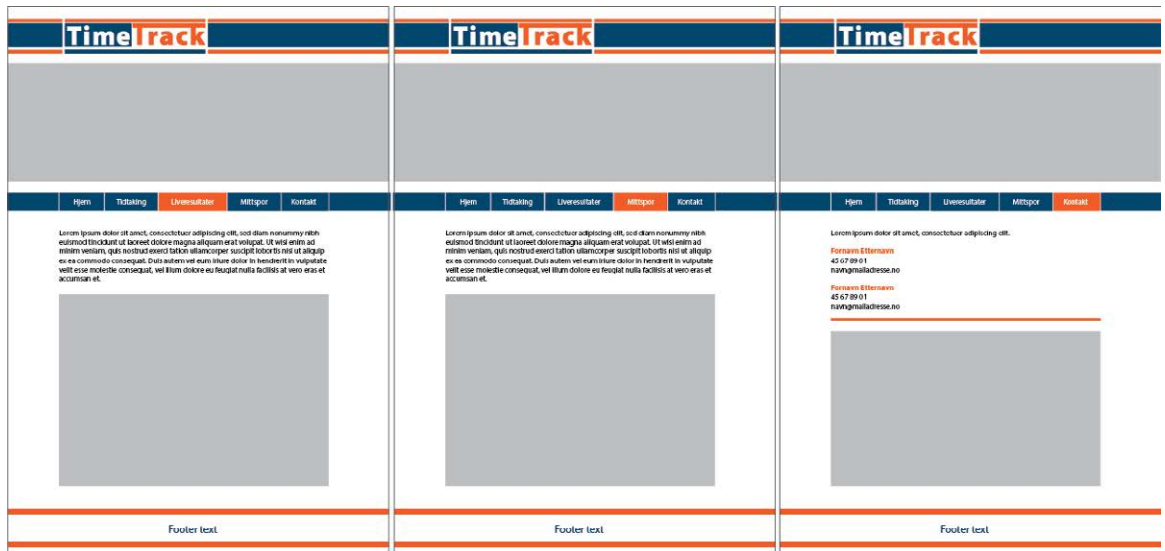 TimeTrack
Hjem Tidtaking Liveresultater Mittspor Kontakt
Lorem ipsum dolor sit amet, consectetuer adipiscing elit, sed diam nonummy nibh
euismod tincidunt ut laoreet dolore magna aliquam erat volutpat. Ut wisi enim ad
minim veniam, quis nostrud exerci tation ullamcorper suscipit lobortis nisl ut aliquip
ex ea commodo consequat. Duis autem vel eum iriure dolor in hendrerit in vulputate
velit esse molestie consequat, vel illum dolore eu feugiat nulla facilisis at vero eros et
accumsan et.
Footer text
TimeTrack
Hjem Tidtaking Liveresultater Mittspor Kontakt
Lorem ipsum dolor sit amet, consectetuer adipiscing elit, sed diam nonummy nibh
euismod tincidunt ut laoreet dolore magna aliquam erat volutpat. Ut wisi enim ad
minim veniam, quis nostrud exerci tation ullamcorper suscipit lobortis nisl ut aliquip
ex ea commodo consequat. Duis autem vel eum iriure dolor in hendrerit in vulputate
velit esse molestie consequat, vel illum dolore eu feugiat nulla facilisis at vero eros et
accumsan et.
Footer text
TimeTrack
Hjem Tidtaking Liveresultater Mittspor Kontakt
Lorem ipsum dolor sit amet, consectetuer adipiscing elit.
Fornavn Etternavn
45 67 89 01
navn@mailadresse.no
Fornavn Etternavn
45 67 89 01
navn@mailadresse.no
Footer text